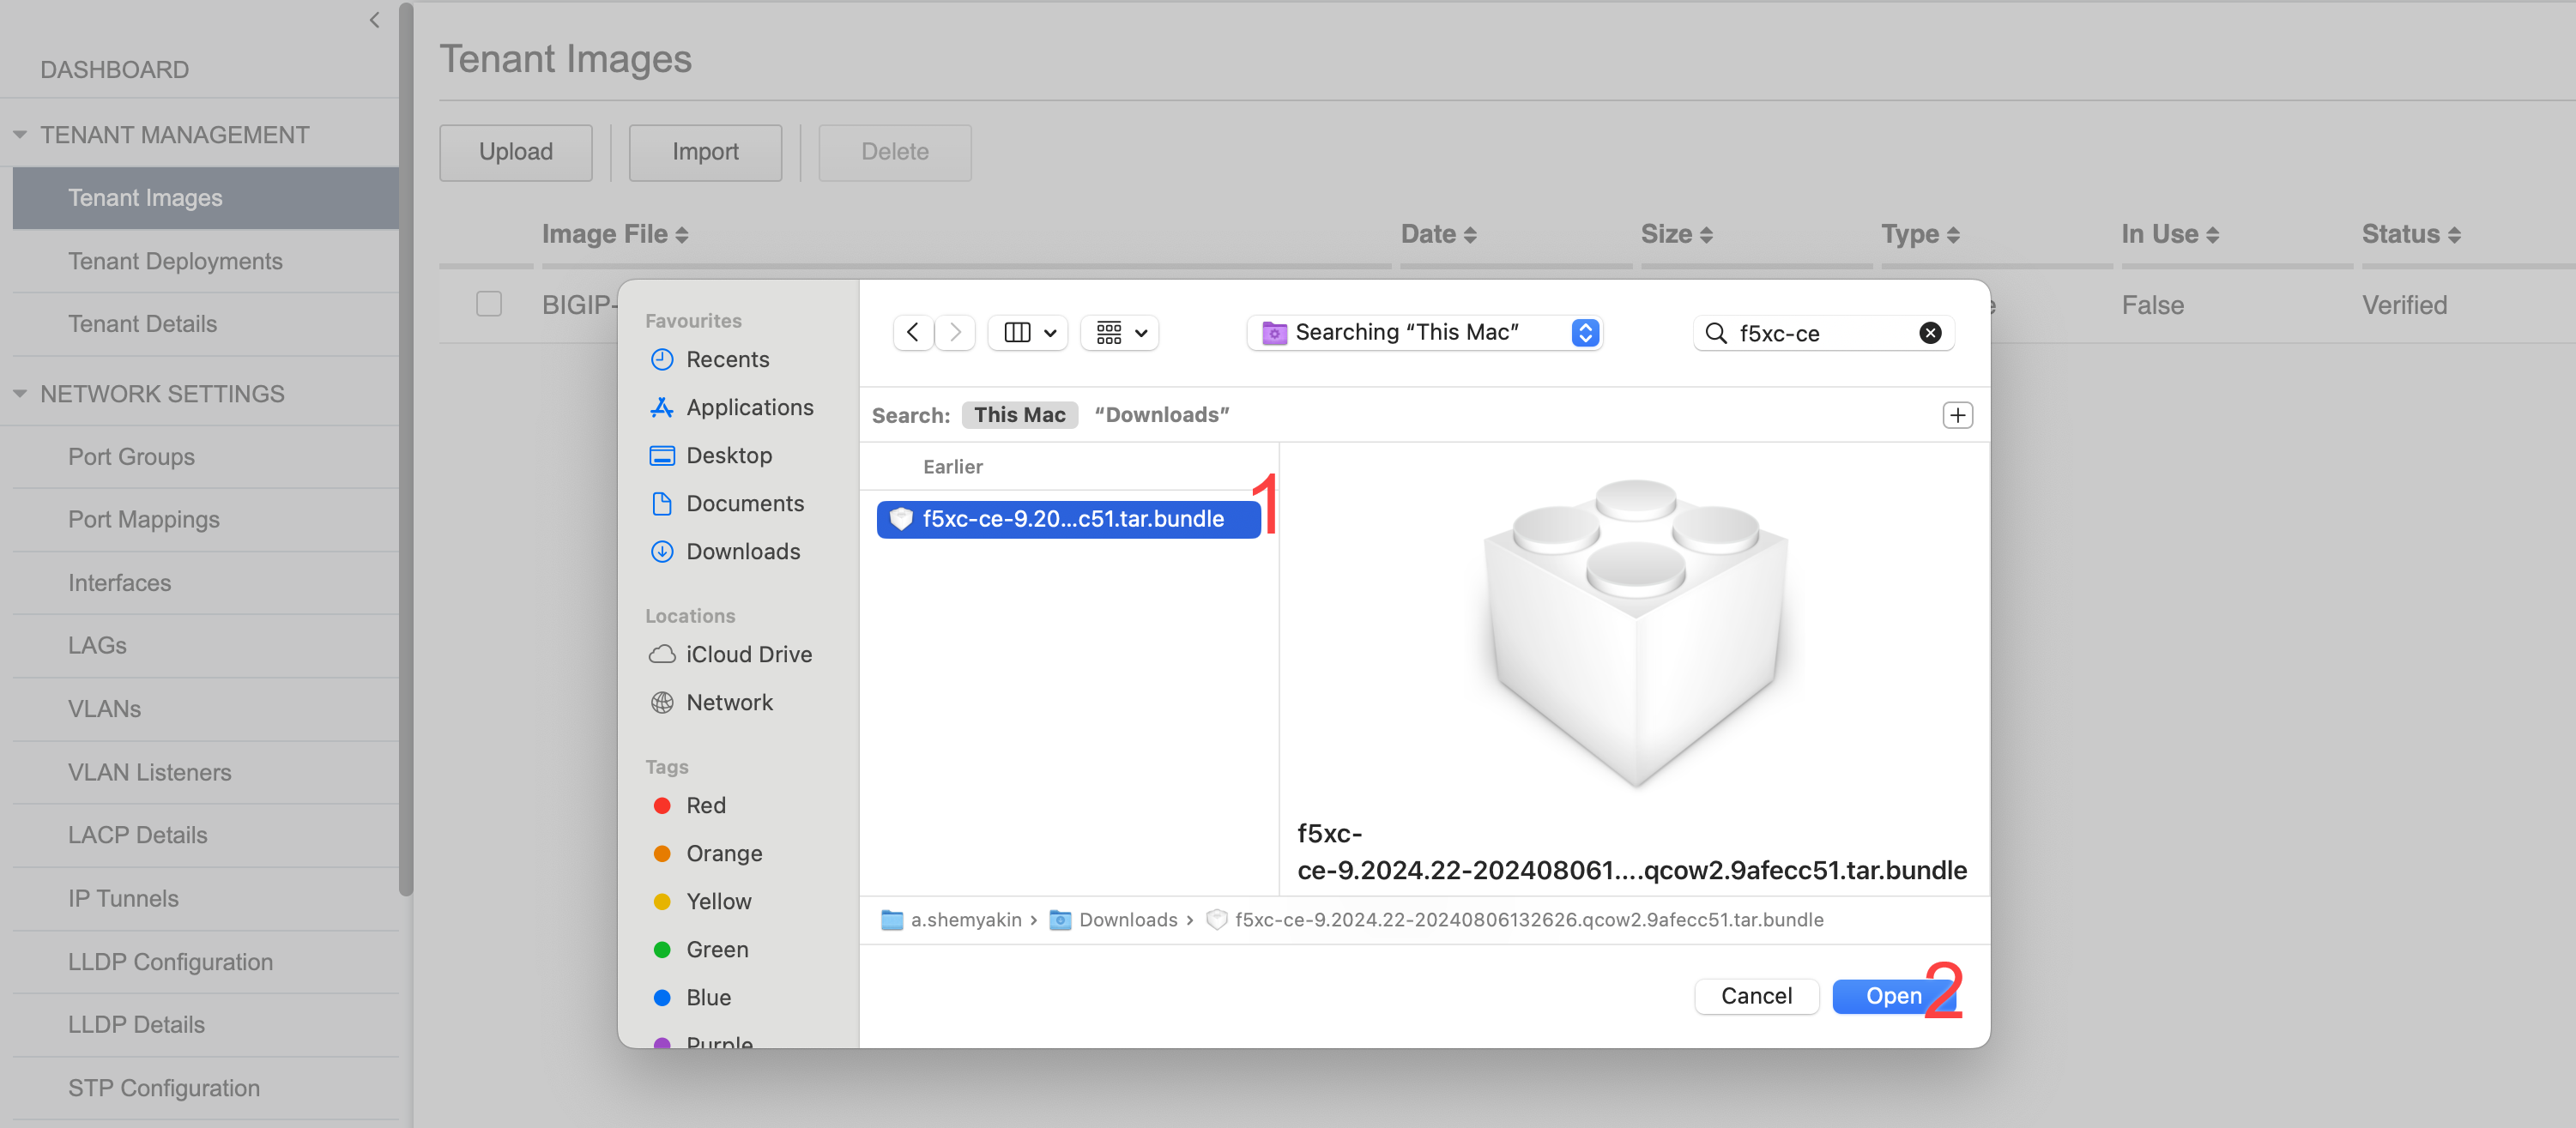 DASHBOARD
TENANT MANAGEMENT
Tenant Images
Tenant Deployments
Tenant Details
NETWORK SETTINGS
Port Groups
Port Mappings
Interfaces
LAGs
VLANs
VLAN Listeners
LACP Details
IP Tunnels
LLDP Configuration
LLDP Details
STP Configuration
Tenant Images
Upload
Import
Delete
Image File Date Size Type In Use Status
BIGIP- False Verified
Favourites
Recents
Applications
Desktop
Documents
Downloads
Locations
iCloud Drive
Network
Tags
Red
Orange
Yellow
Green
Blue
Purple
Searching “This Mac”
f5xc-ce
Search: This Mac “Downloads”
Earlier
f5xc-ce-9.20...c51.tar.bundle
1
f5xc-
ce-9.2024.22-202408061....qcow2.9afecc51.tar.bundle
a.shemyakin › Downloads › f5xc-ce-9.2024.22-20240806132626.qcow2.9afecc51.tar.bundle
Cancel
Open
2